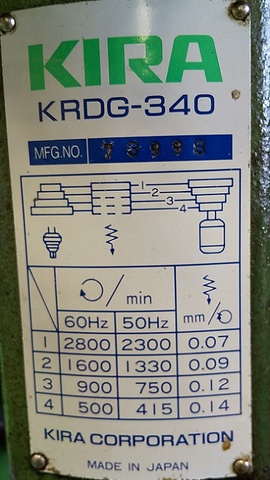 KIRA
KRDG-340
MFG.NO.
1
2
3
4
/min mm/
60Hz 50Hz
1 2800 2300 0.07
2 1600 1330 0.09
3 900 750 0.12
4 500 415 0.14
KIRA CORPORATION
MADE IN JAPAN